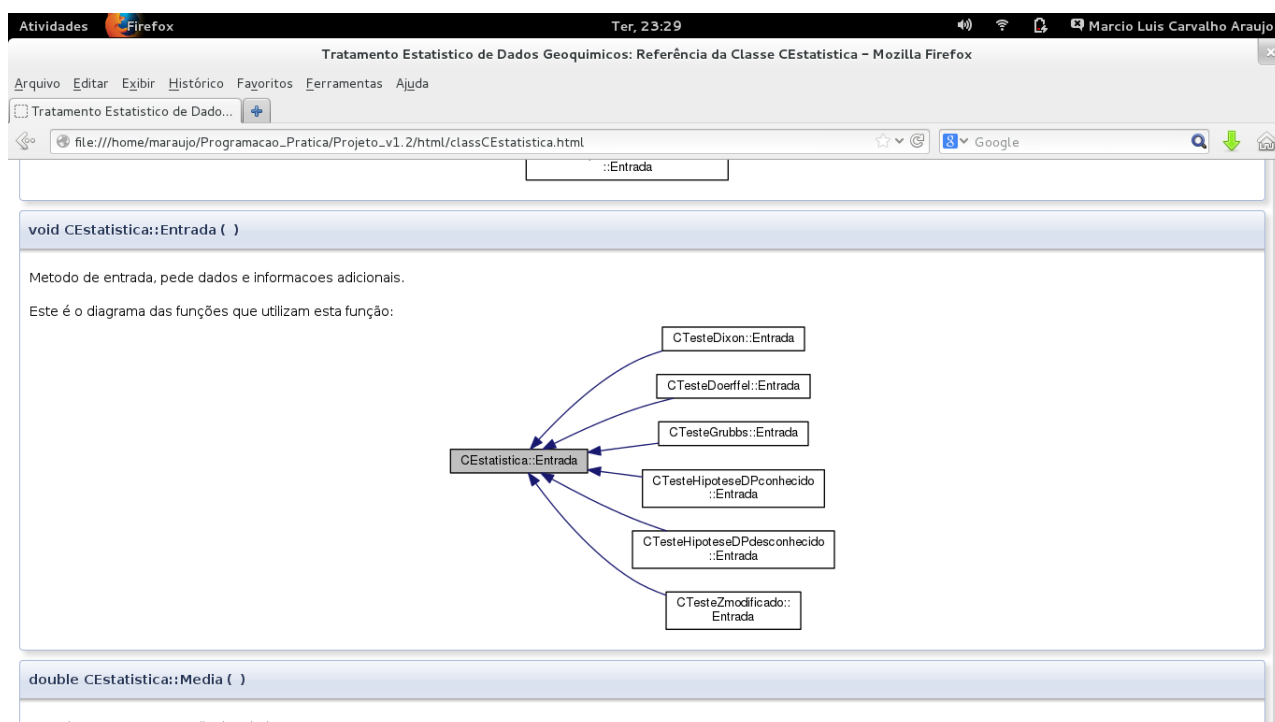 Atividades Firefox Ter, 23:29 Marcio Luis Carvalho Araujo
Tratamento Estatistico de Dados Geoquimicos: Referência da Classe CEstatistica - Mozilla Firefox
Arquivo Editar Exibir Histórico Favoritos Ferramentas Ajuda
Tratamento Estatistico de Dado...
file:///home/maraujo/Programacao_Pratica/Projeto_v1.2/html/classCEstatistica.html
8 Google
::Entrada
void CEstatistica::Entrada ( )
Metodo de entrada, pede dados e informacoes adicionais.
Este é o diagrama das funções que utilizam esta função:
CTesteDixon::Entrada
CTesteDoerffel::Entrada
CTesteGrubbs::Entrada
CEstatistica::Entrada
CTesteHipoteseDPconhecido
::Entrada
CTesteHipoteseDPdesconhecido
::Entrada
CTesteZmodificado::
Entrada
double CEstatistica::Media ( )